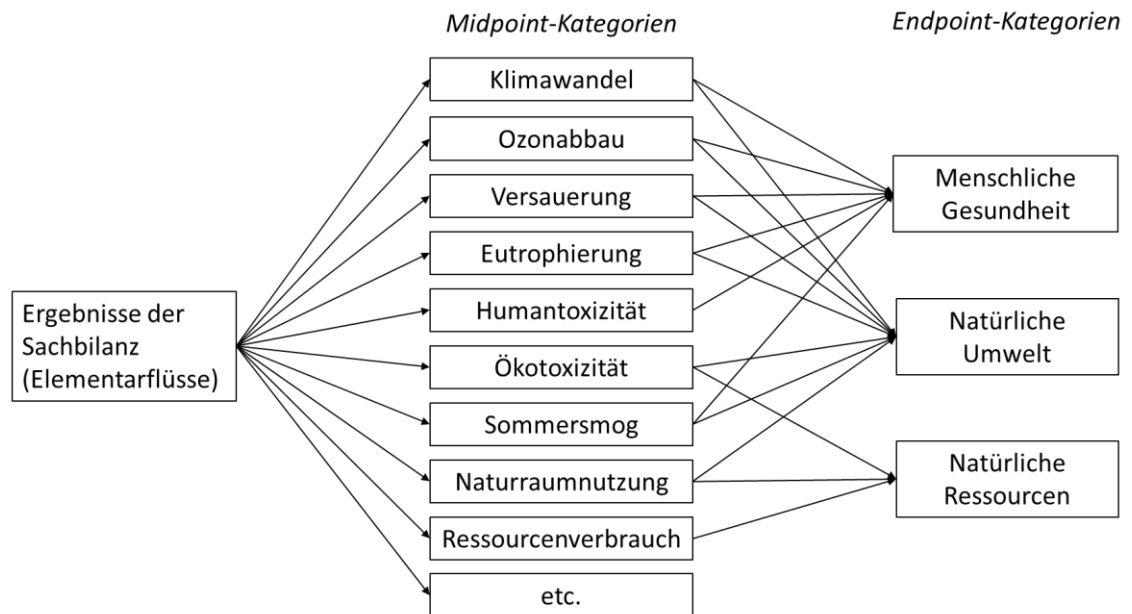 Midpoint-Kategorien
Endpoint-Kategorien
Ergebnisse der
Sachbilanz
(Elementarflüsse)
Klimawandel
Ozonabbau
Versauerung
Eutrophierung
Humantoxizität
Ökotoxizität
Sommersmog
Naturraumnutzung
Ressourcenverbrauch
etc.
Menschliche
Gesundheit
Natürliche
Umwelt
Natürliche
Ressourcen